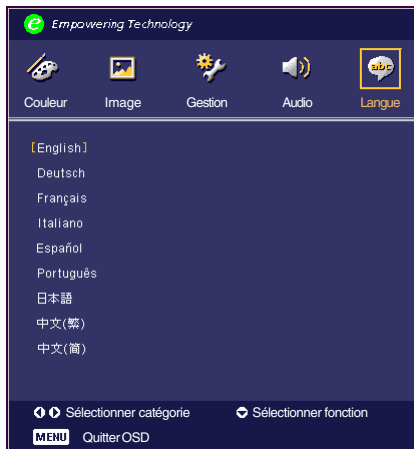 Empowering Technology
Couleur Image Gestion Audio Langue
[English]
Deutsch
Français
Italiano
Español
Português
日本語
中文(繁)
中文(简)
Sélectionner catégorie Sélectionner fonction
MENU Quitter OSD